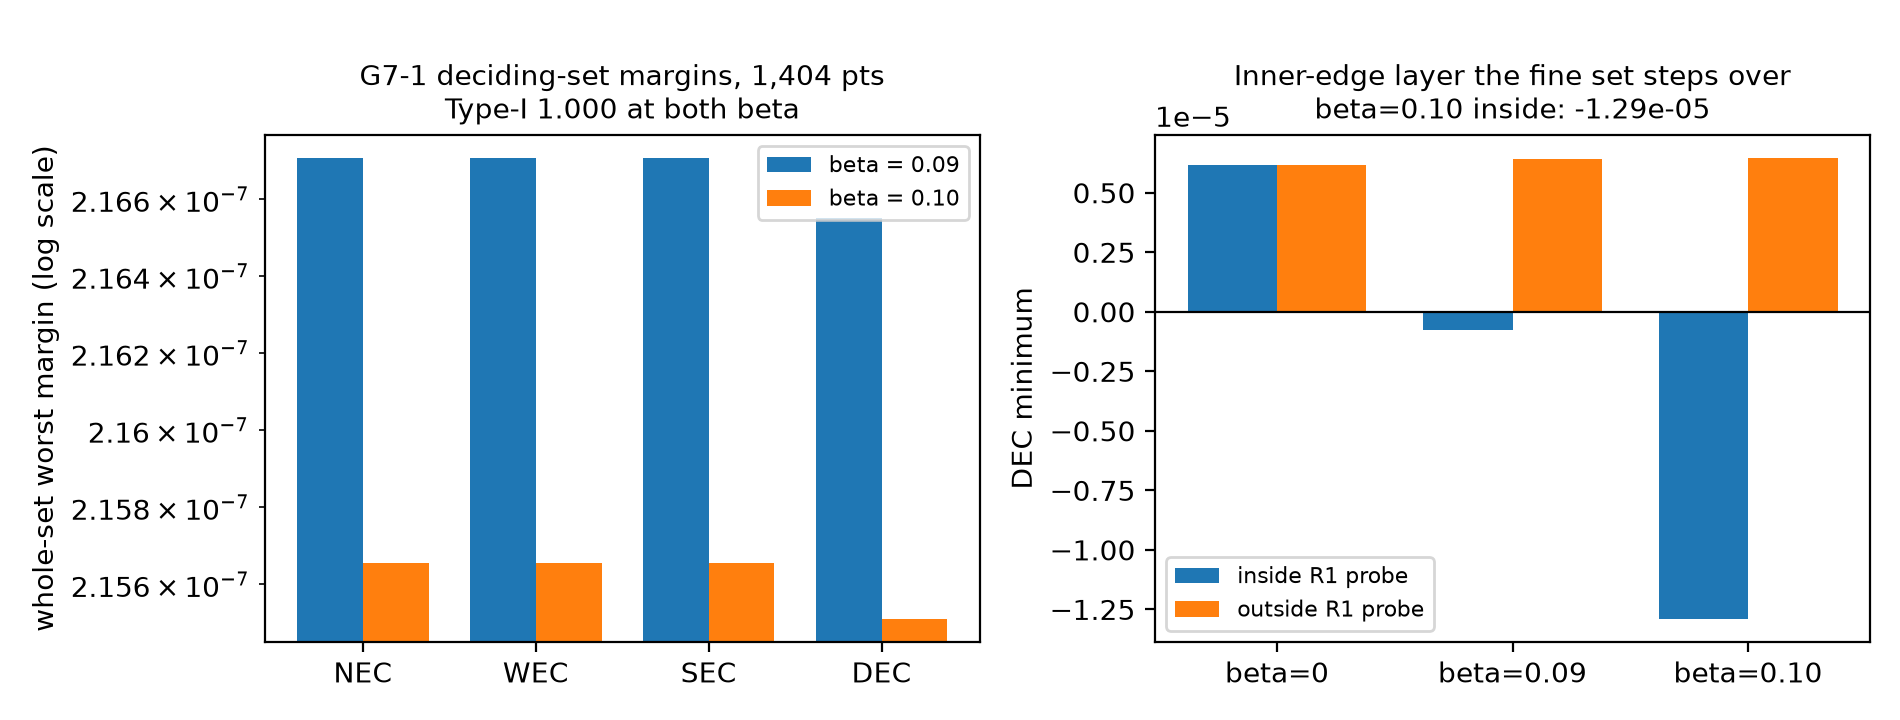 G7-1 deciding-set margins, 1,404 pts
Type-I 1.000 at both beta
whole-set worst margin (log scale)
2.166 × 10⁻⁷
2.164 × 10⁻⁷
2.162 × 10⁻⁷
2.16 × 10⁻⁷
2.158 × 10⁻⁷
2.156 × 10⁻⁷
beta = 0.09
beta = 0.10
NEC WEC SEC DEC
Inner-edge layer the fine set steps over
beta=0.10 inside: -1.29e-05
1e−5
DEC minimum
0.50
0.25
0.00
−0.25
−0.50
−0.75
−1.00
−1.25
inside R1 probe
outside R1 probe
beta=0 beta=0.09 beta=0.10